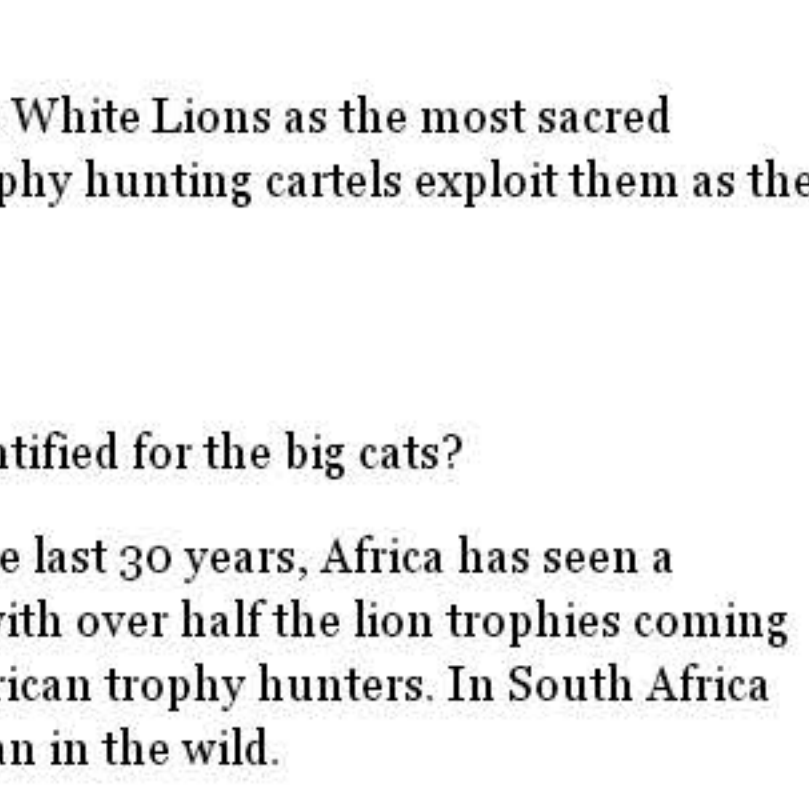 White Lions as the most sacred
phy hunting cartels exploit them as the
ntified for the big cats?
e last 30 years, Africa has seen a
with over half the lion trophies coming
rican trophy hunters. In South Africa
an in the wild.